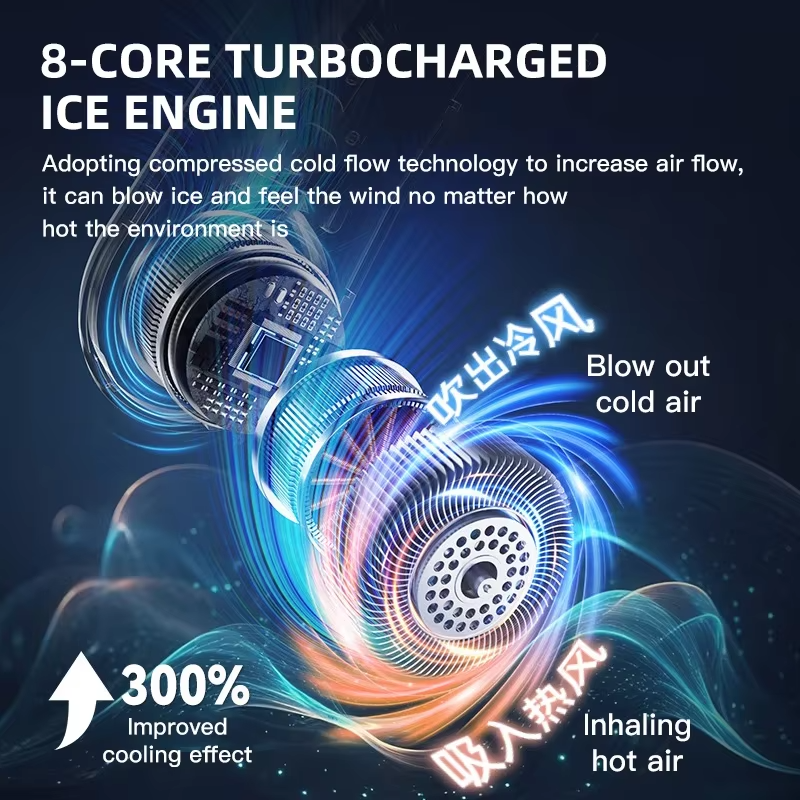 8-CORE TURBOCHARGED
ICE ENGINE
Adopting compressed cold flow technology to increase air flow,
it can blow ice and feel the wind no matter how
hot the environment is
吹出冷风
Blow out
cold air
300%
Improved
cooling effect
吸入热风
Inhaling
hot air